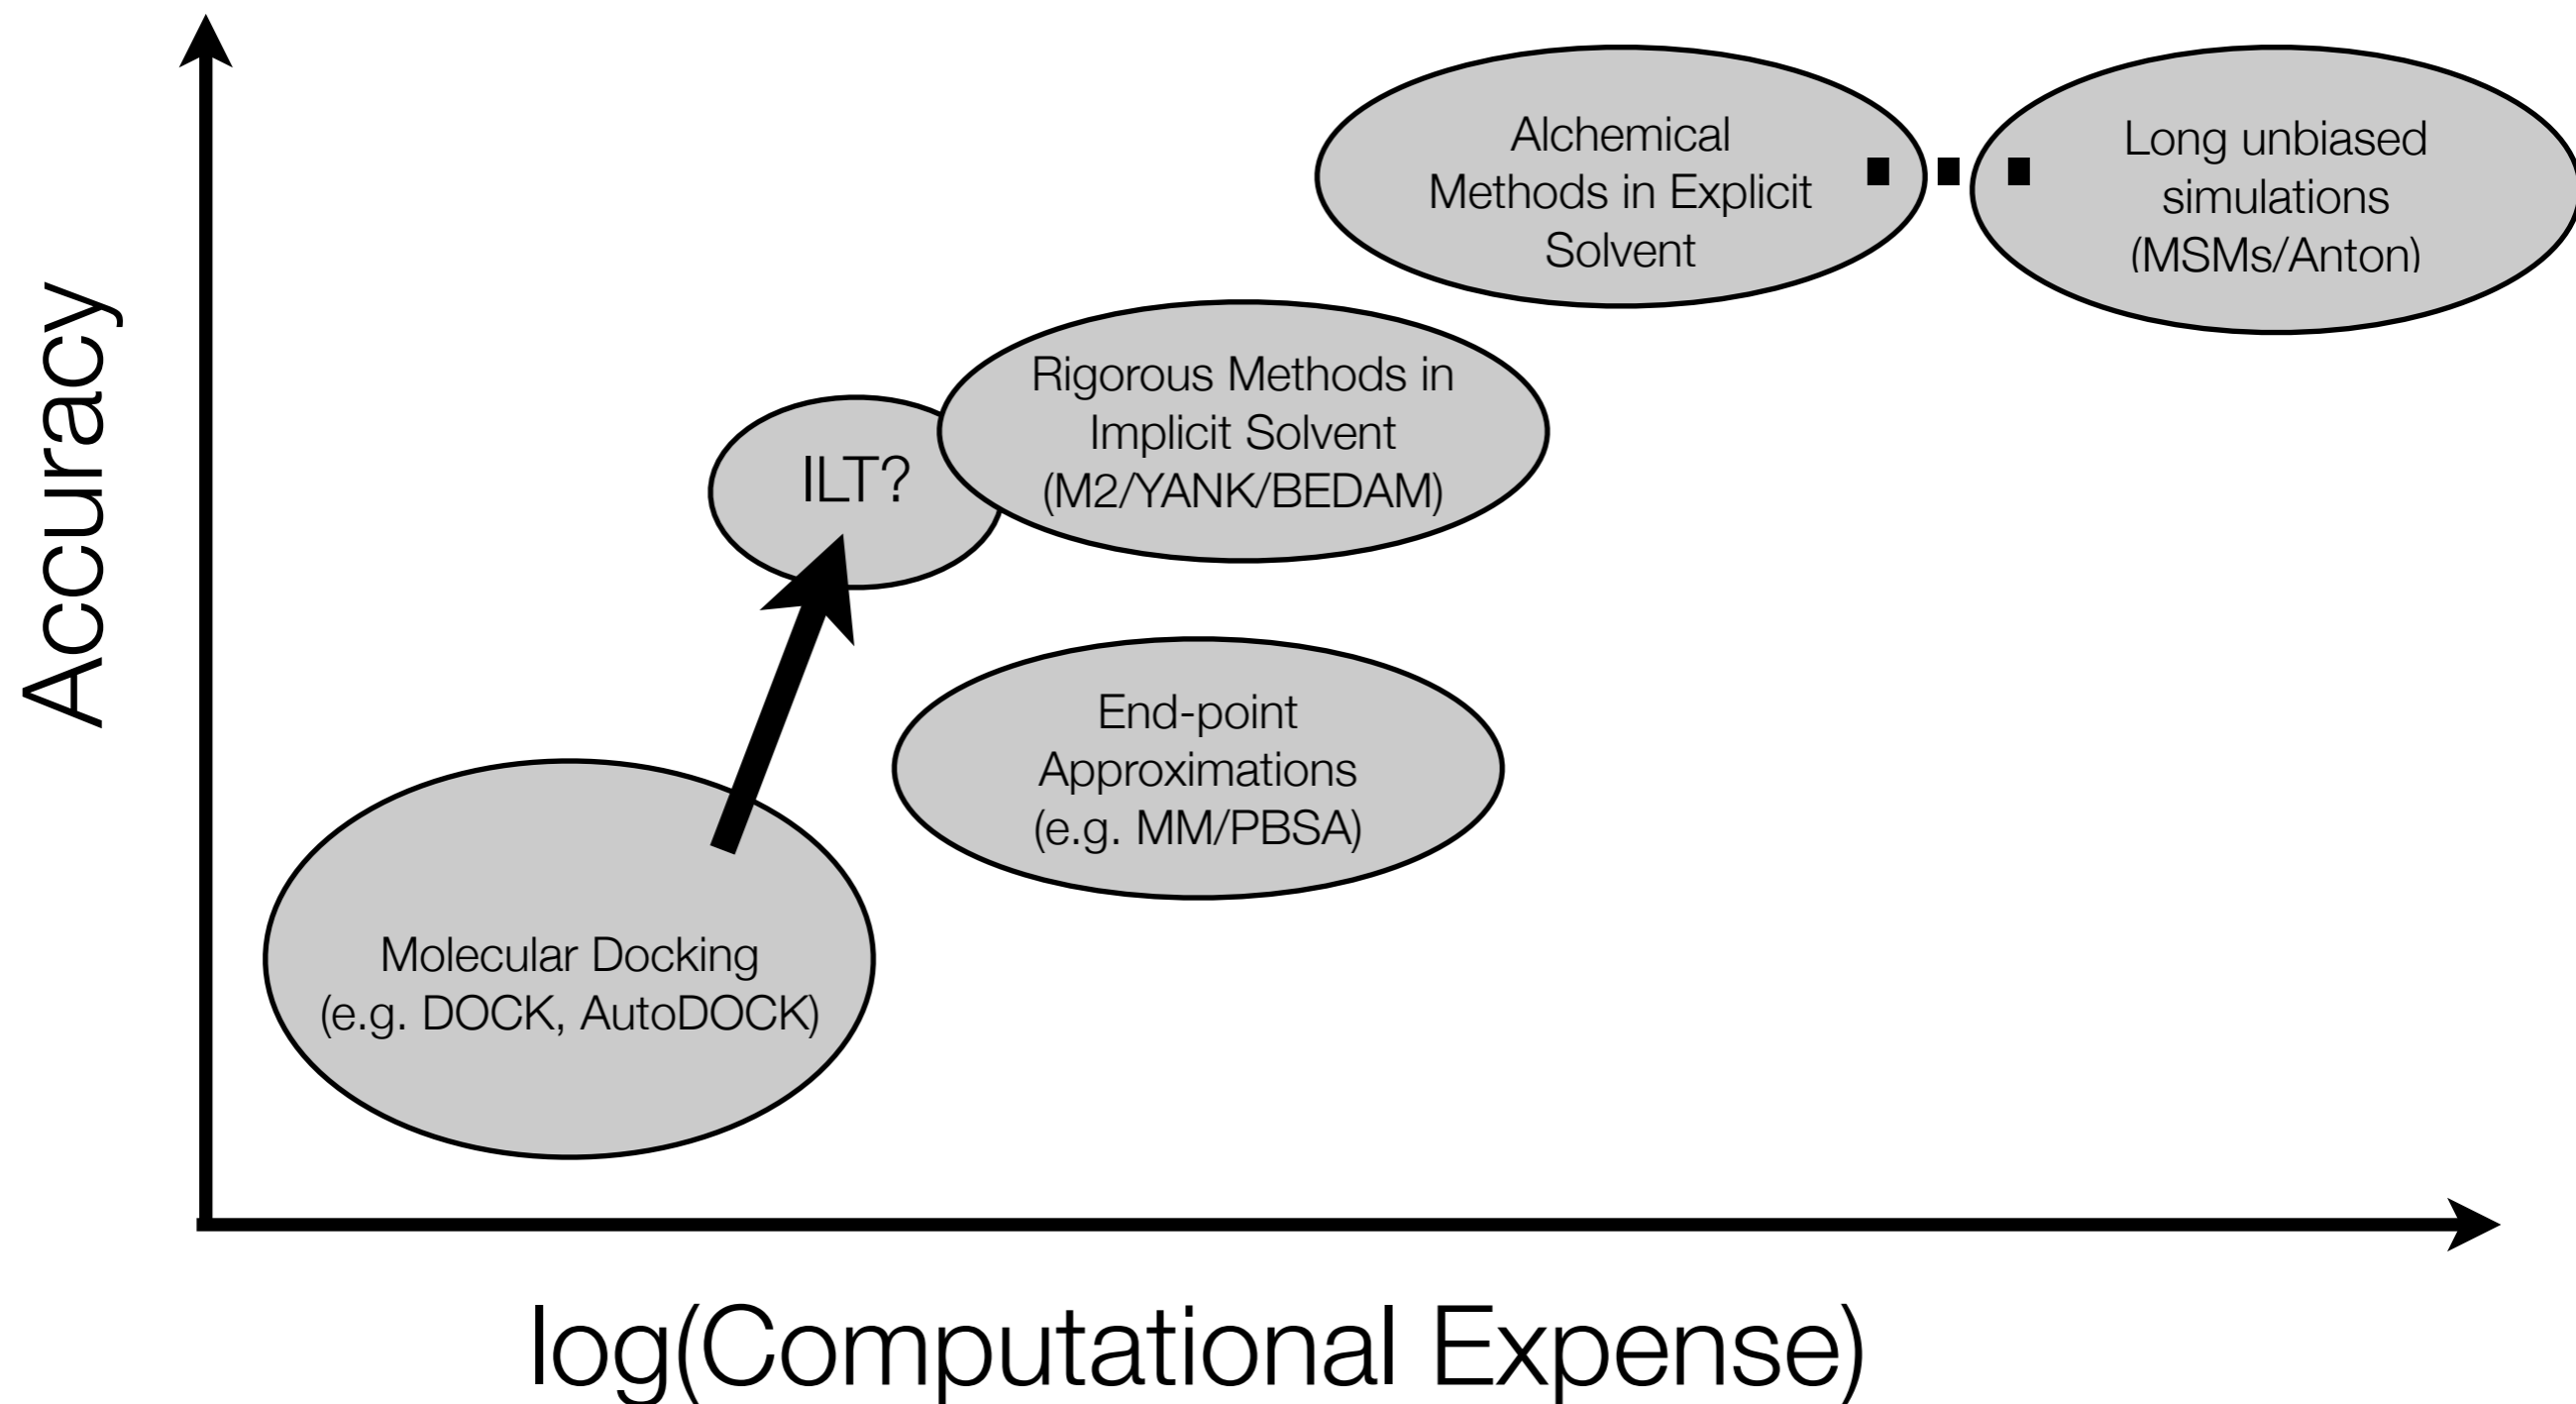 Accuracy
Alchemical
Methods in Explicit
Solvent
Long unbiased
simulations
(MSMs/Anton)
Rigorous Methods in
Implicit Solvent
(M2/YANK/BEDAM)
ILT?
End-point
Approximations
(e.g. MM/PBSA)
Molecular Docking
(e.g. DOCK, AutoDOCK)
log(Computational Expense)